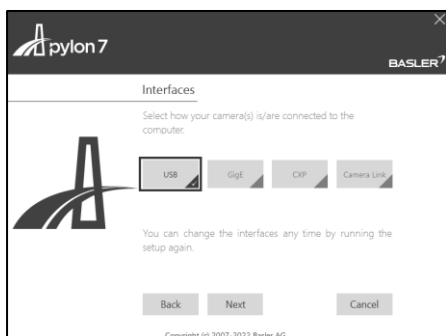 pylon 7
BASLER
Interfaces
Select how your camera(s) is/are connected to the
computer.
USB GigE CXP Camera Link
You can change the interfaces any time by running the
setup again.
Back Next Cancel
Copyright (c) 2007-2022 Basler AG